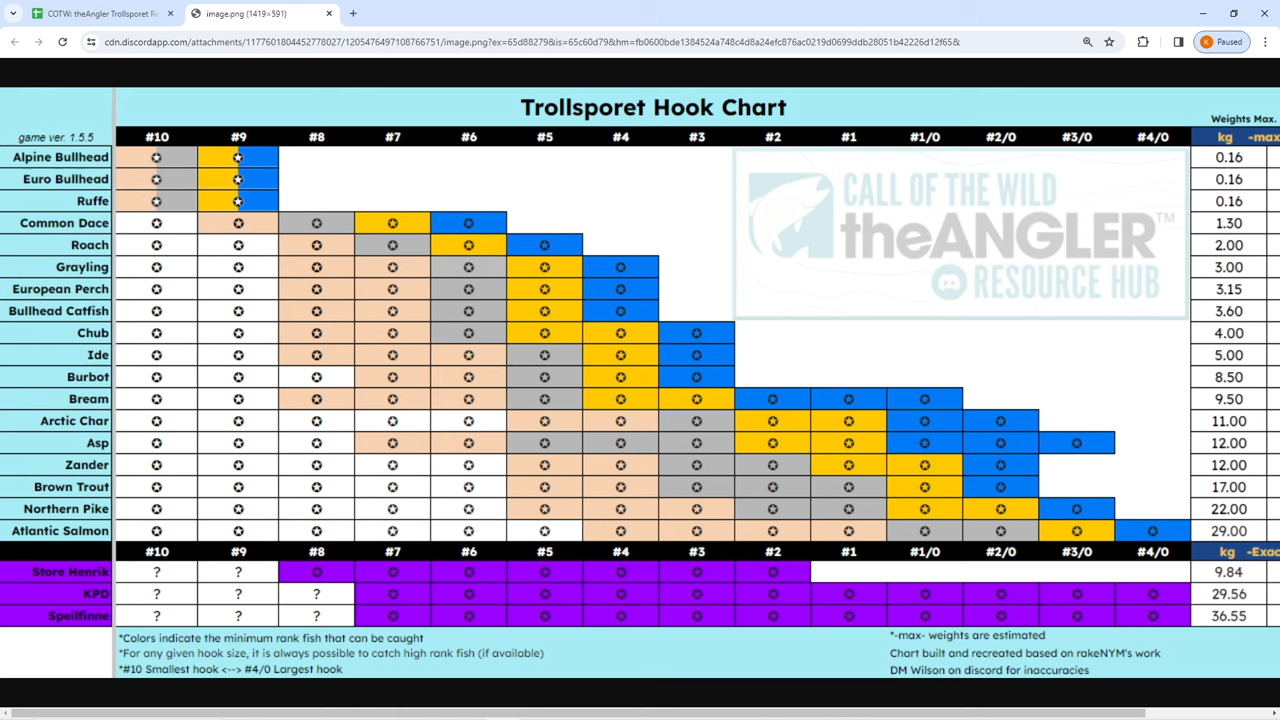 COTW: theAngler Trollsporet Re
image.png (1419×591)
cdn.discordapp.com/attachments/1177601804452778027/1205476497108766751/image.png?ex=65d88279&is=65c60d79&hm=fb0600bde1384524a748c4d8a24efc876ac0219d0699ddb28051b42226d12f65&
K Paused
Trollsporet Hook Chart
Weights Max.
game ver. 1.5.5 #10 #9 #8 #7 #6 #5 #4 #3 #2 #1 #1/0 #2/0 #3/0 #4/0 kg -max
Alpine Bullhead 0.16
Euro Bullhead 0.16
Ruffe 0.16
Common Dace 1.30
Roach 2.00
Grayling 3.00
European Perch 3.15
Bullhead Catfish 3.60
Chub 4.00
Ide 5.00
Burbot 8.50
Bream 9.50
Arctic Char 11.00
Asp 12.00
Zander 12.00
Brown Trout 17.00
Northern Pike 22.00
Atlantic Salmon 29.00
CALL OF THE WILD
theANGLER™
RESOURCE HUB
#10 #9 #8 #7 #6 #5 #4 #3 #2 #1 #1/0 #2/0 #3/0 #4/0 kg -Exac
Store Henrik ? ? 9.84
KPD ? ? ? 29.56
Speilfinne ? ? ? 36.55
*Colors indicate the minimum rank fish that can be caught
*For any given hook size, it is always possible to catch high rank fish (if available)
*#10 Smallest hook <--> #4/0 Largest hook
*-max- weights are estimated
Chart built and recreated based on rakeNYM's work
DM Wilson on discord for inaccuracies